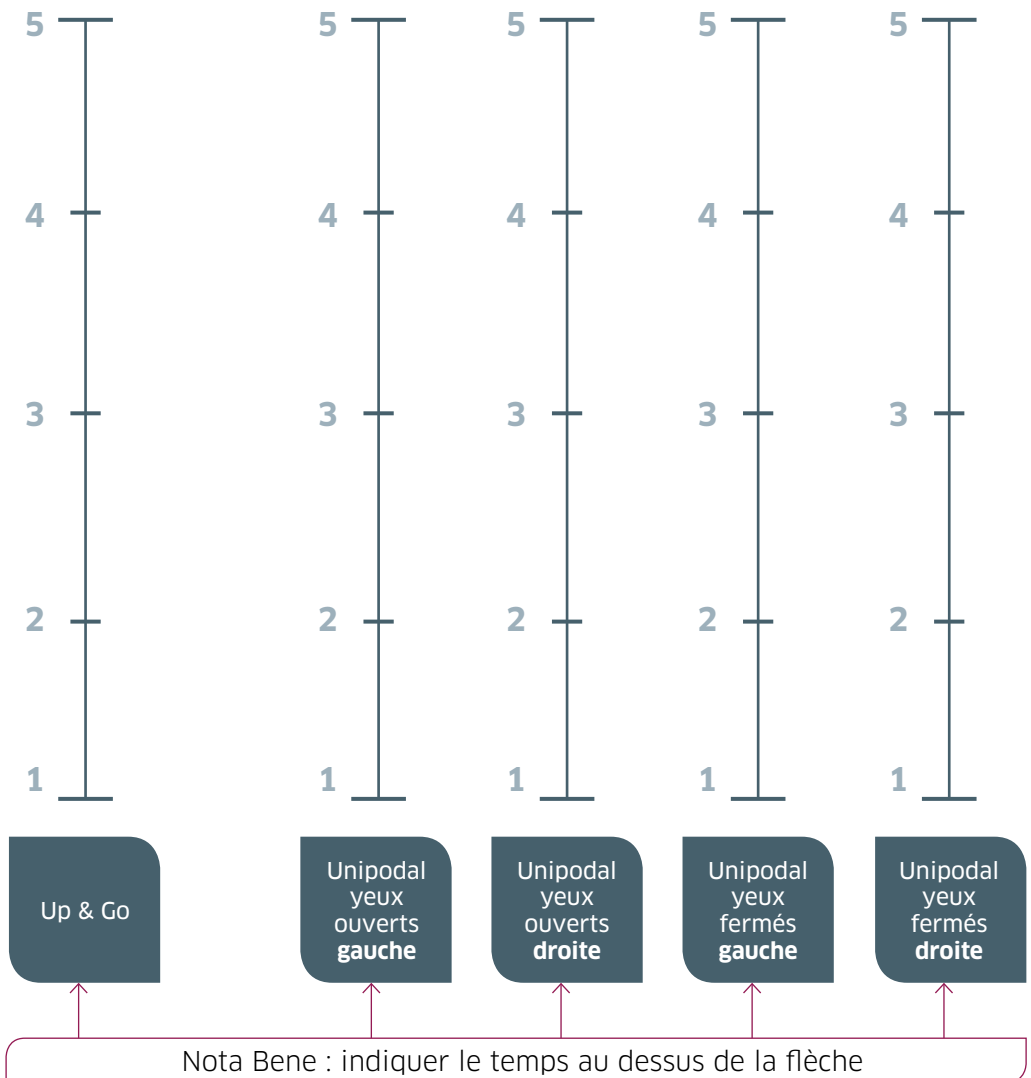 5 5 5 5 5
4 4 4 4 4
3 3 3 3 3
2 2 2 2 2
1 1 1 1 1
Up & Go
Unipodal
yeux
ouverts
gauche
Unipodal
yeux
ouverts
droite
Unipodal
yeux
fermés
gauche
Unipodal
yeux
fermés
droite
Nota Bene : indiquer le temps au dessus de la flèche